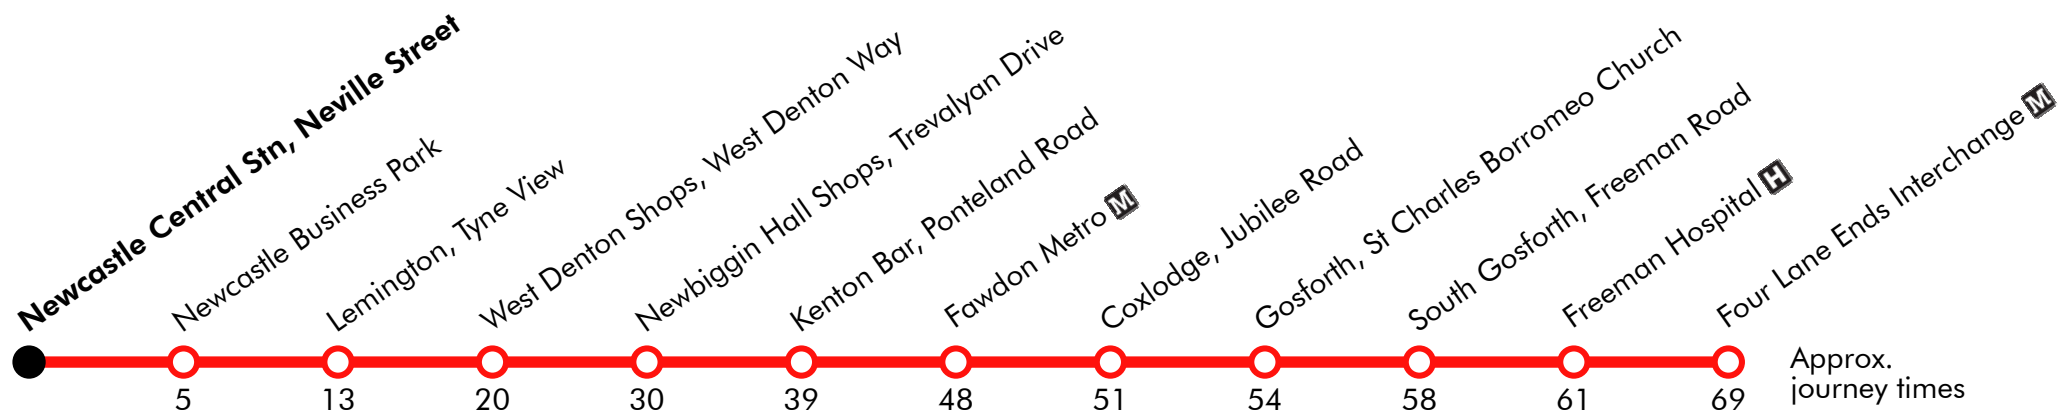 Newcastle Central Stn, Neville Street
Newcastle Business Park
Lemington, Tyne View
West Denton Shops, West Denton Way
Newbiggin Hall Shops, Trevalyan Drive
Kenton Bar, Ponteland Road
Fawdon Metro M
Coxlodge, Jubilee Road
Gosforth, St Charles Borromeo Church
South Gosforth, Freeman Road
Freeman Hospital H
Four Lane Ends Interchange M
5 13 20 30 39 48 51 54 58 61 69
Approx.
journey times